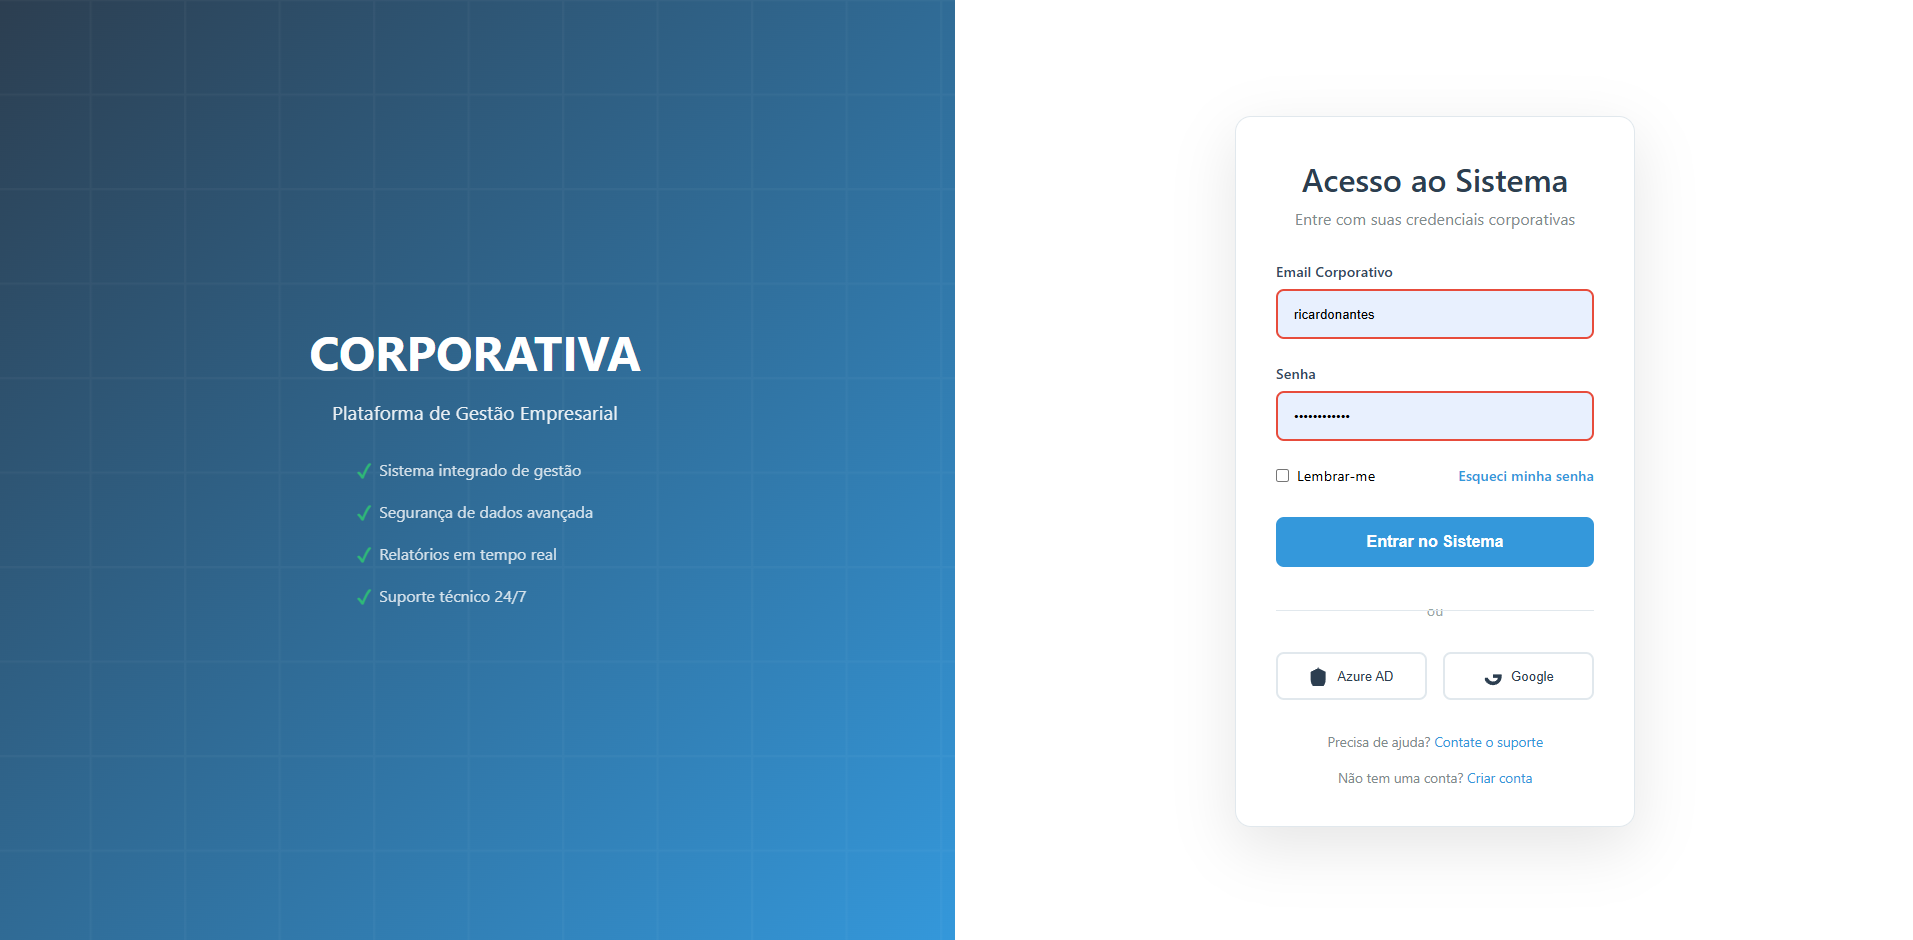 CORPORATIVA
Plataforma de Gestão Empresarial
Sistema integrado de gestão
Segurança de dados avançada
Relatórios em tempo real
Suporte técnico 24/7
Acesso ao Sistema
Entre com suas credenciais corporativas
Email Corporativo
ricardonantes
Senha
••••••••••••
Lembrar-me Esqueci minha senha
Entrar no Sistema
ou
Azure AD Google
Precisa de ajuda? Contate o suporte
Não tem uma conta? Criar conta